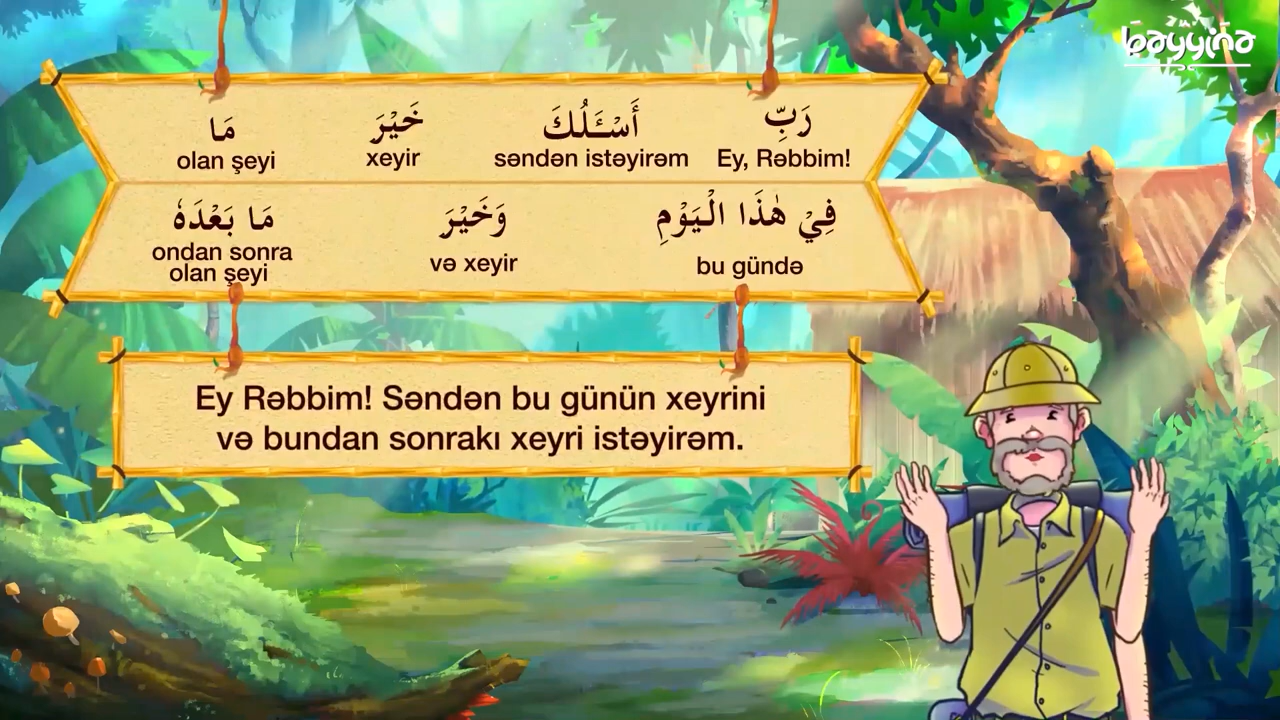 bayyina
رَبِّ أَسْـَٔلُكَ خَيْرَ مَا
Ey, Rəbbim! səndən istəyirəm xeyir olan şeyi
فِيْ هٰذَا الْيَوْمِ وَخَيْرَ مَا بَعْدَهٗ
bu gündə və xeyir ondan sonra
olan şeyi
Ey Rəbbim! Səndən bu günün xeyrini
və bundan sonrakı xeyri istəyirəm.